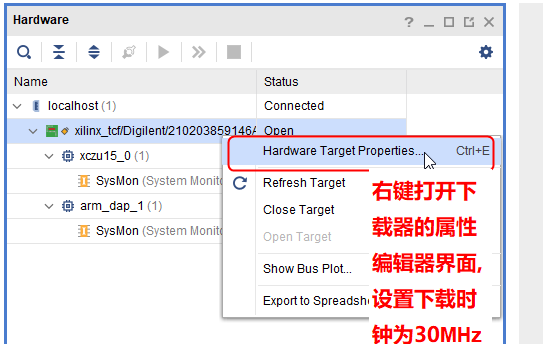 Hardware
Name
Status
localhost (1)
Connected
xilinx_tcf/Digilent/210203859146A
Open
xczu15_0 (1)
SysMon (System Monito
arm_dap_1 (1)
SysMon (System Monito
Hardware Target Properties... Ctrl+E
Refresh Target
Close Target
Open Target
Show Bus Plot...
Export to Spreadshe
右键打开下
载器的属性
编辑器界面,
设置下载时
钟为30MHz